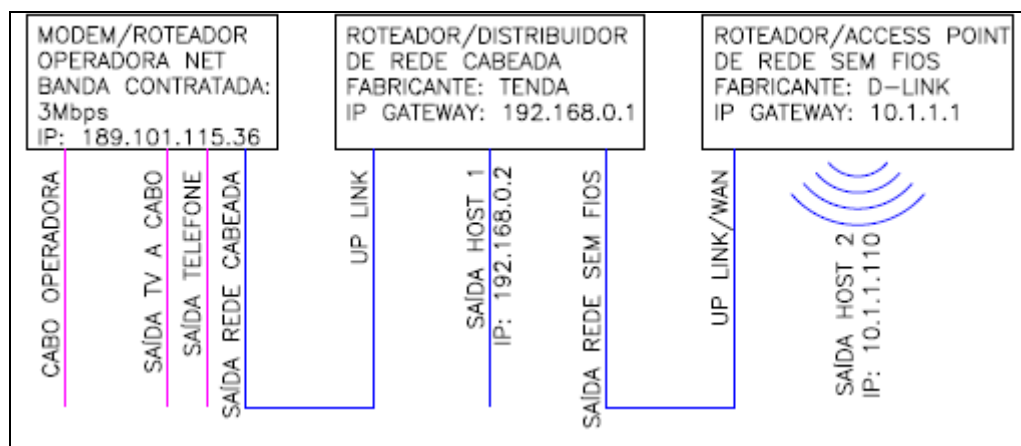 MODEM/ROTEADOR
OPERADORA NET
BANDA CONTRATADA:
3Mbps
IP: 189.101.115.36
ROTEADOR/DISTRIBUIDOR
DE REDE CABEADA
FABRICANTE: TENDA
IP GATEWAY: 192.168.0.1
ROTEADOR/ACCESS POINT
DE REDE SEM FIOS
FABRICANTE: D-LINK
IP GATEWAY: 10.1.1.1
CABO OPERADORA
SAÍDA TV A CABO
SAÍDA TELEFONE
SAÍDA REDE CABEADA
UP LINK
SAÍDA HOST 1
IP: 192.168.0.2
SAÍDA REDE SEM FIOS
UP LINK/WAN
SAÍDA HOST 2
IP: 10.1.1.110